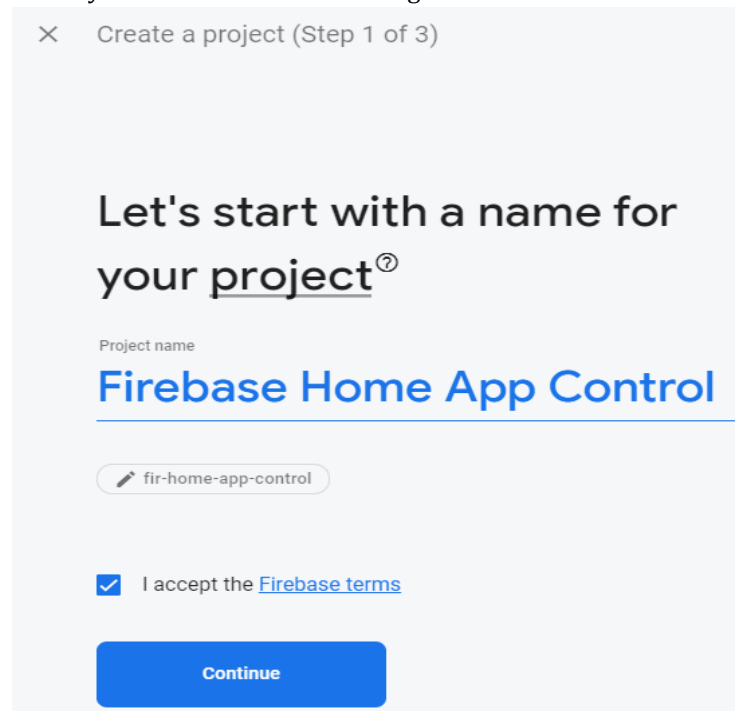 Create a project (Step 1 of 3)
Let's start with a name for
your project
Project name
Firebase Home App Control
fir-home-app-control
I accept the Firebase terms
Continue